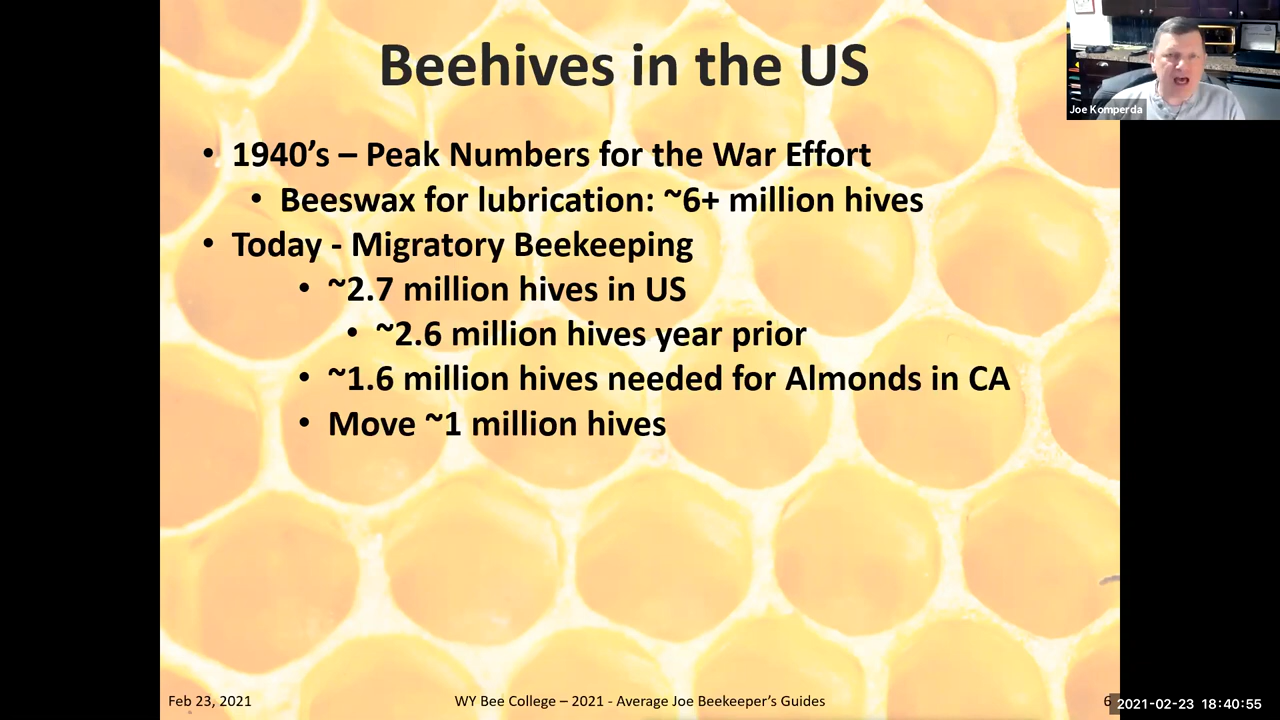 Beehives in the US
Joe Komperda
• 1940’s – Peak Numbers for the War Effort
• Beeswax for lubrication: ~6+ million hives
• Today - Migratory Beekeeping
• ~2.7 million hives in US
• ~2.6 million hives year prior
• ~1.6 million hives needed for Almonds in CA
• Move ~1 million hives
Feb 23, 2021
WY Bee College – 2021 - Average Joe Beekeeper’s Guides
6
2021-02-23 18:40:55